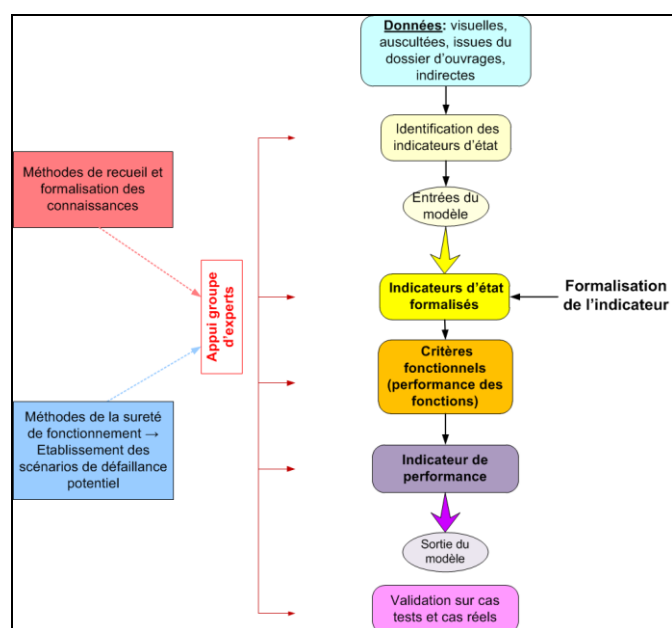 Données: visuelles,
auscultées, issues du
dossier d'ouvrages,
indirectes
Identification des
indicateurs d'état
Méthodes de recueil et
formalisation des
connaissances
Entrées du
modèle
Appui groupe
d'experts
Indicateurs d'état
formalisés
Formalisation
de l'indicateur
Critères
fonctionnels
(performance des
fonctions)
Méthodes de la sureté
de fonctionnement →
Etablissement des
scénarios de défaillance
potentiel
Indicateur de
performance
Sortie du
modèle
Validation sur cas
tests et cas réels